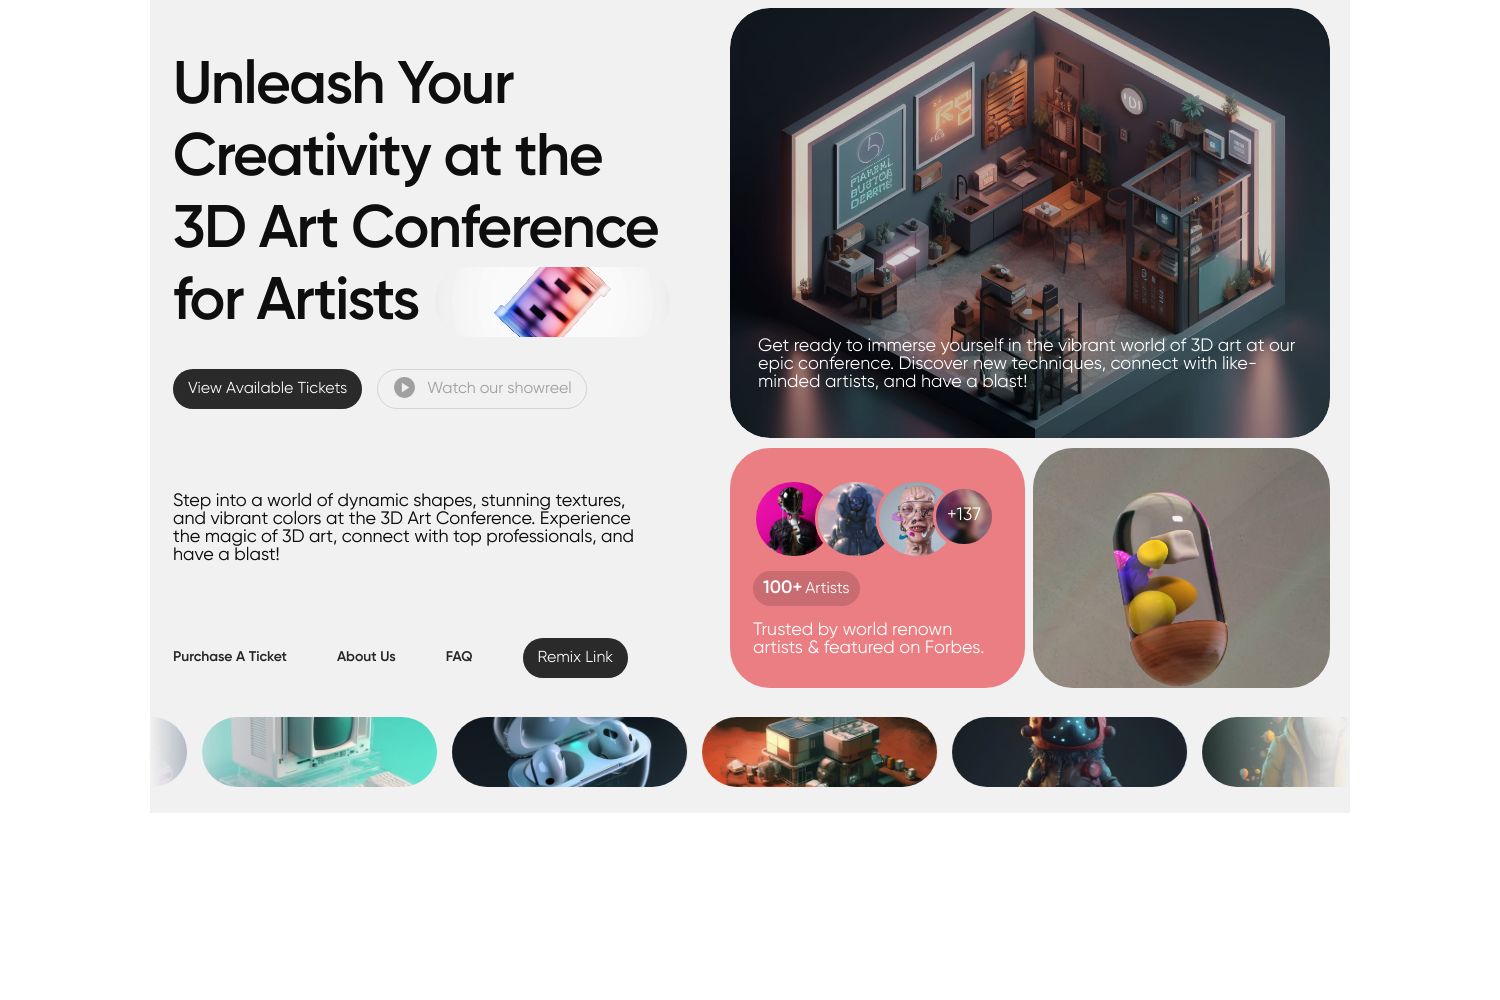 Unleash Your
Creativity at the
3D Art Conference
for Artists
View Available Tickets
Watch our showreel
Step into a world of dynamic shapes, stunning textures,
and vibrant colors at the 3D Art Conference. Experience
the magic of 3D art, connect with top professionals, and
have a blast!
Purchase A Ticket
About Us
FAQ
Remix Link
Get ready to immerse yourself in the vibrant world of 3D art at our
epic conference. Discover new techniques, connect with like-
minded artists, and have a blast!
+137
100+ Artists
Trusted by world renown
artists & featured on Forbes.